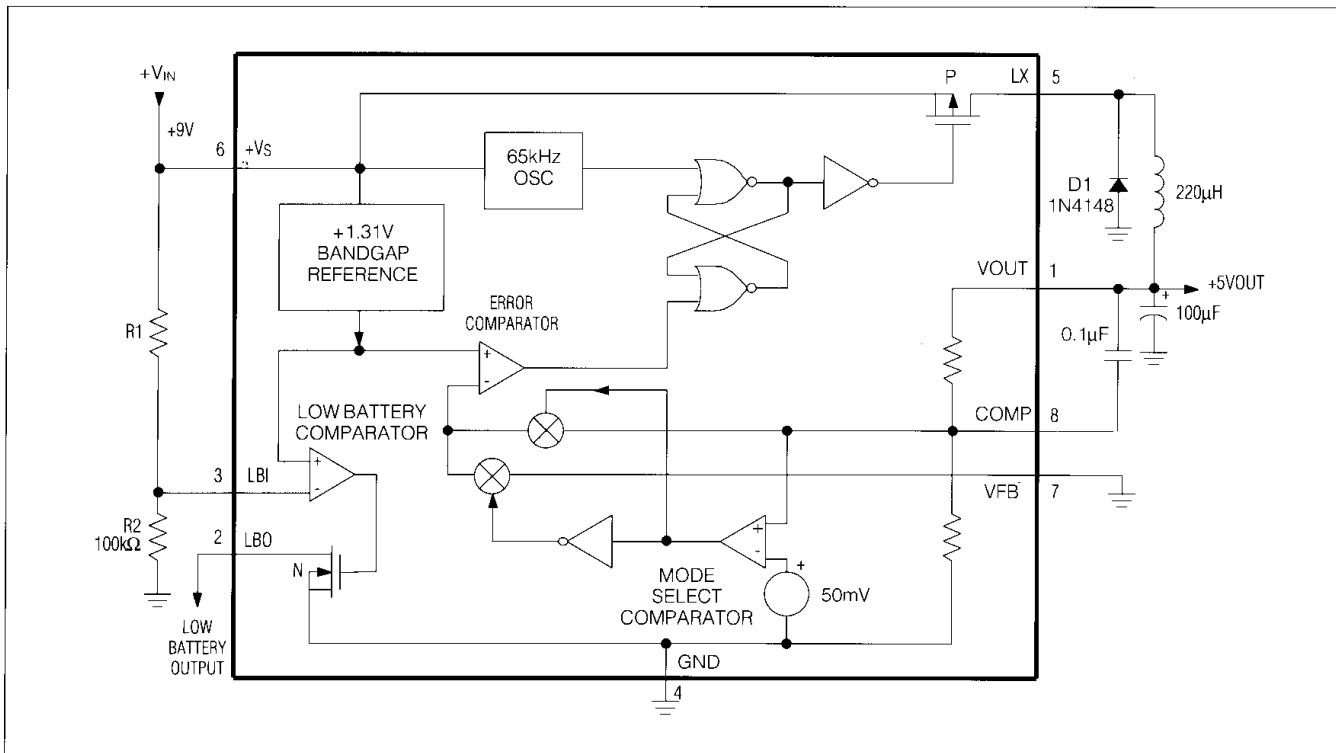 +VIN
+9V
6 +VS
65kHz
OSC
P
LX 5
D1
1N4148
220µH
+1.31V
BANDGAP
REFERENCE
VOUT 1
+5VOUT
+
100µF
0.1µF
R1
ERROR
COMPARATOR
+
-
LOW BATTERY
COMPARATOR
COMP 8
+
-
3 LBI
VFB 7
R2
100kΩ
2 LBO
N
+
-
+
50mV
MODE
SELECT
COMPARATOR
LOW
BATTERY
OUTPUT
GND
4